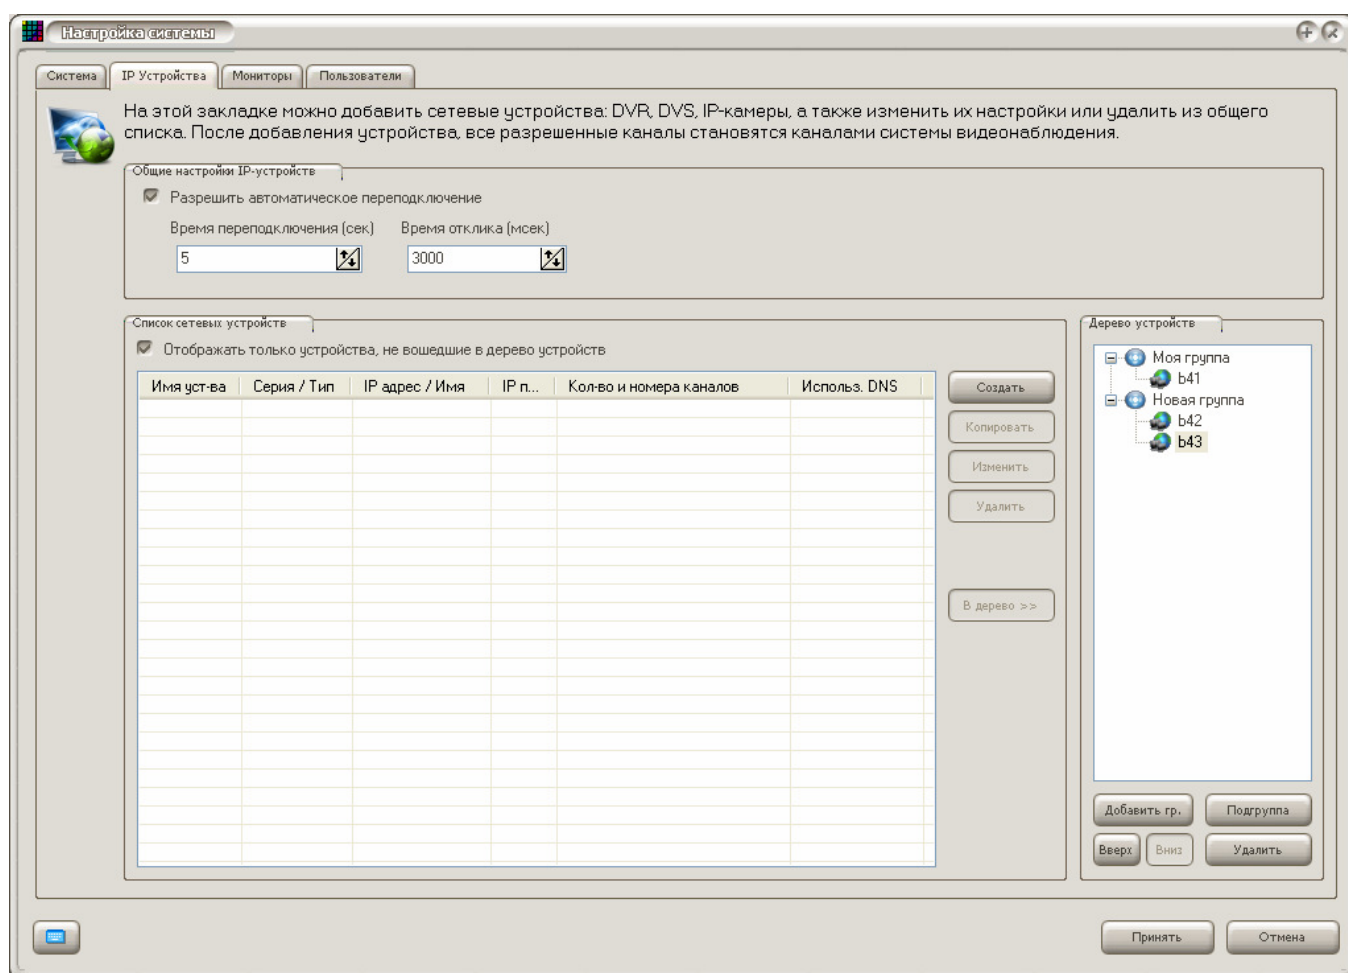 Настройка системы
Система IP Устройства Мониторы Пользователи
На этой закладке можно добавить сетевые устройства: DVR, DVS, IP-камеры, а также изменить их настройки или удалить из общего
списка. После добавления устройства, все разрешенные каналы становятся каналами системы видеонаблюдения.
Общие настройки IP-устройств
Разрешить автоматическое переподключение
Время переподключения (сек) Время отклика (мсек)
5 3000
Список сетевых устройств
Отображать только устройства, не вошедшие в дерево устройств
Имя уст-ва Серия / Тип IP адрес / Имя IP п... Кол-во и номера каналов Использ. DNS
Создать
Копировать
Изменить
Удалить
В дерево >>
Дерево устройств
Моя группа
b41
Новая группа
b42
b43
Добавить гр. Подгруппа
Вверх Вниз Удалить
Принять Отмена